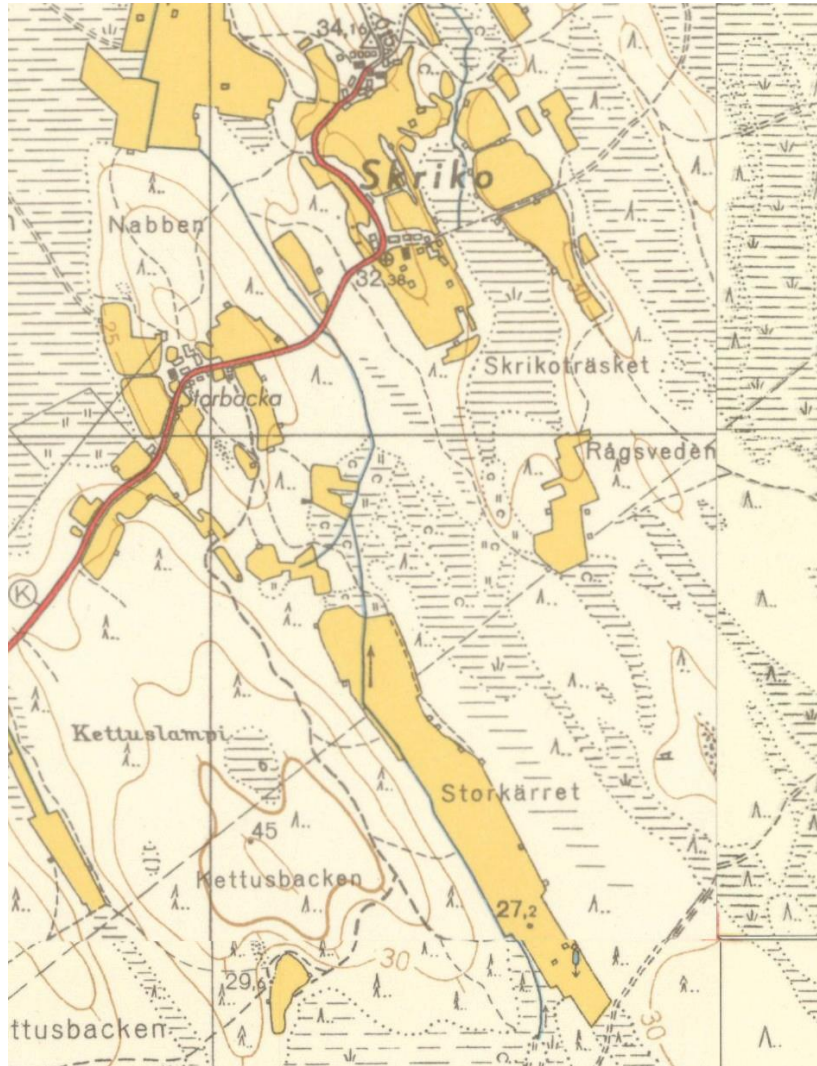 34,16
Skriko
Nabben
32,38
30
25
Skrikoträsket
Storbacka
Rågsveden
K
Kettuslampi
Storkärret
45
Kettusbacken
27,2
30
29,6
30
ttusbacken